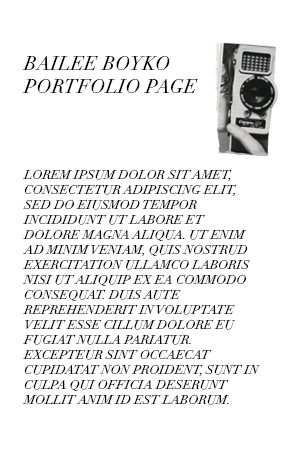 BAILEE BOYKO
PORTFOLIO PAGE
LOREM IPSUM DOLOR SIT AMET,
CONSECTETUR ADIPISCING ELIT,
SED DO EIUSMOD TEMPOR
INCIDIDUNT UT LABORE ET
DOLORE MAGNA ALIQUA. UT ENIM
AD MINIM VENIAM, QUIS NOSTRUD
EXERCITATION ULLAMCO LABORIS
NISI UT ALIQUIP EX EA COMMODO
CONSEQUAT. DUIS AUTE
REPREHENDERIT IN VOLUPTATE
VELIT ESSE CILLUM DOLORE EU
FUGIAT NULLA PARIATUR.
EXCEPTEUR SINT OCCAECAT
CUPIDATAT NON PROIDENT, SUNT IN
CULPA QUI OFFICIA DESERUNT
MOLLIT ANIM ID EST LABORUM.